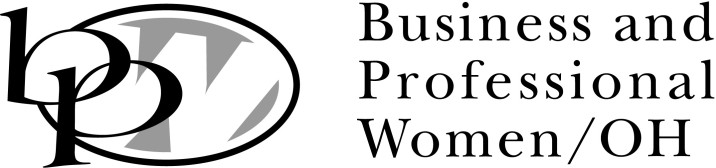 bpw
Business and
Professional
Women/OH